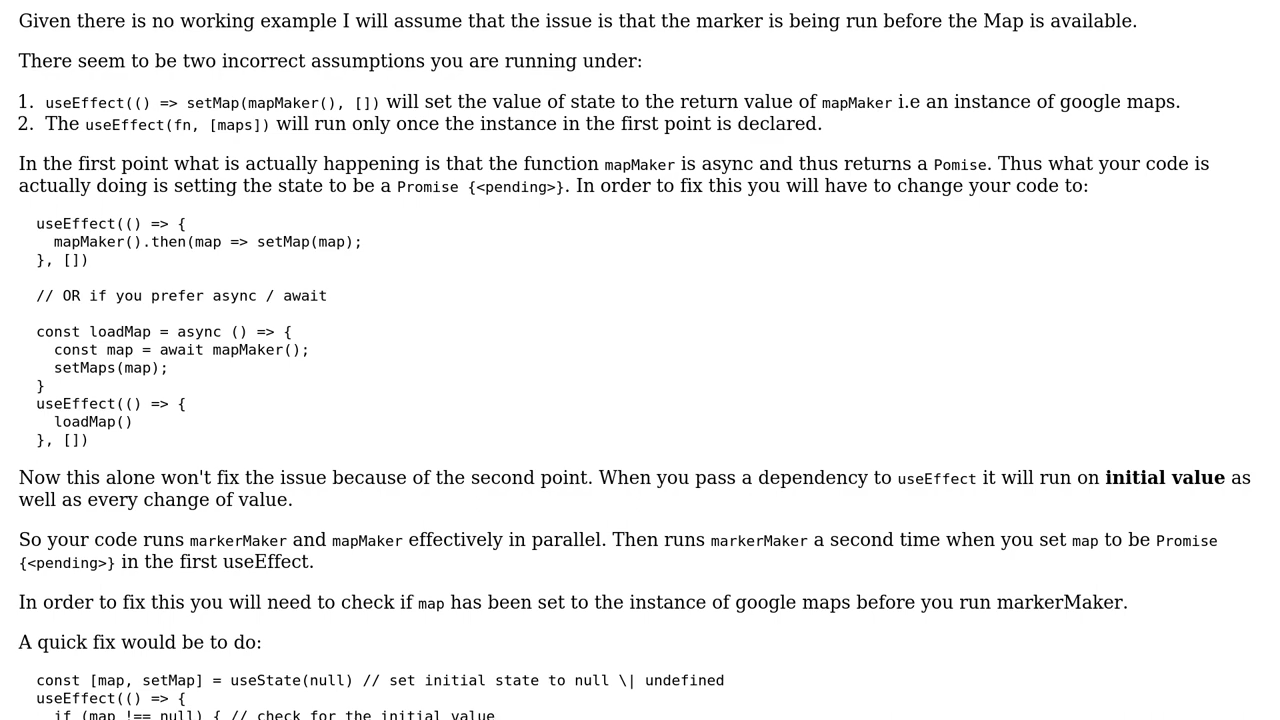 Given there is no working example I will assume that the issue is that the marker is being run before the Map is available.
There seem to be two incorrect assumptions you are running under:
1. useEffect(() => setMap(mapMaker(), []) will set the value of state to the return value of mapMaker i.e an instance of google maps.
2. The useEffect(fn, [maps]) will run only once the instance in the first point is declared.
In the first point what is actually happening is that the function mapMaker is async and thus returns a Pomise. Thus what your code is
actually doing is setting the state to be a Promise {<pending>}. In order to fix this you will have to change your code to:
useEffect(() => {
  mapMaker().then(map => setMap(map);
}, [])
// OR if you prefer async / await
const loadMap = async () => {
  const map = await mapMaker();
  setMaps(map);
}
useEffect(() => {
  loadMap()
}, [])
Now this alone won't fix the issue because of the second point. When you pass a dependency to useEffect it will run on initial value as
well as every change of value.
So your code runs markerMaker and mapMaker effectively in parallel. Then runs markerMaker a second time when you set map to be Promise
{<pending>} in the first useEffect.
In order to fix this you will need to check if map has been set to the instance of google maps before you run markerMaker.
A quick fix would be to do:
const [map, setMap] = useState(null) // set initial state to null \| undefined
useEffect(() => {
  if (map !== null) { // check for the initial value